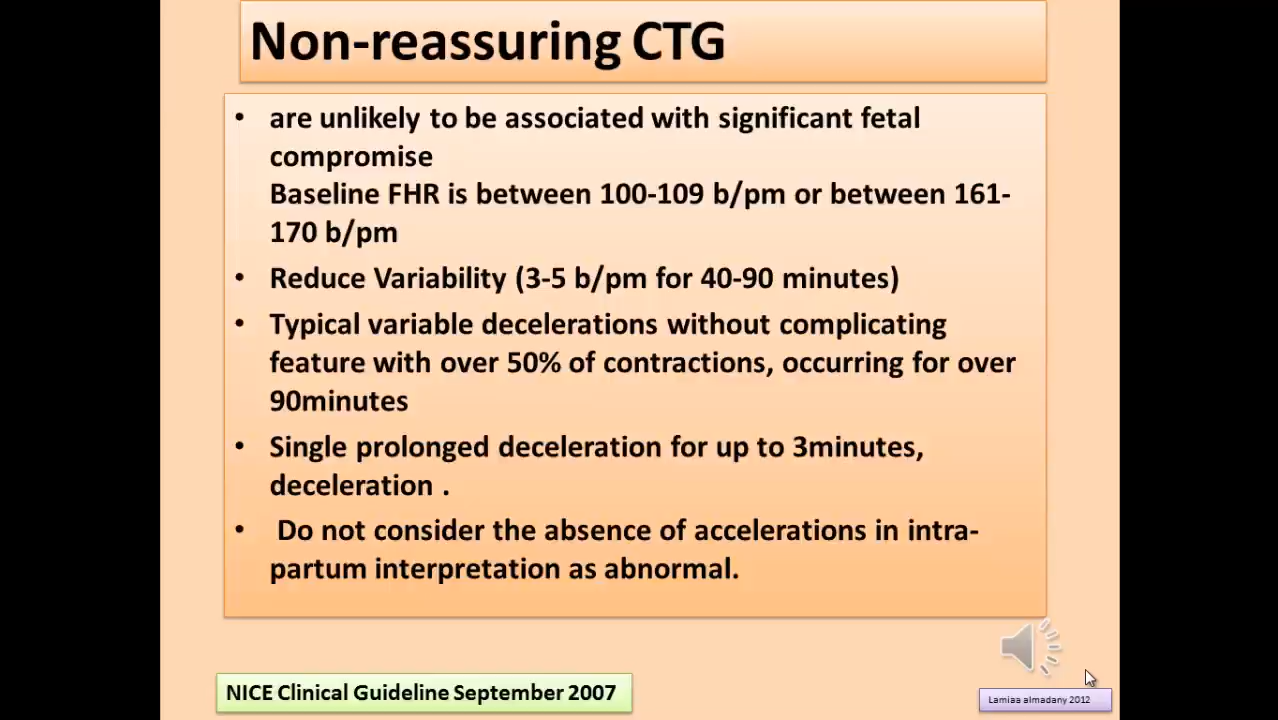 Non-reassuring CTG
• are unlikely to be associated with significant fetal
compromise
Baseline FHR is between 100-109 b/pm or between 161-
170 b/pm
• Reduce Variability (3-5 b/pm for 40-90 minutes)
• Typical variable decelerations without complicating
feature with over 50% of contractions, occurring for over
90minutes
• Single prolonged deceleration for up to 3minutes,
deceleration .
• Do not consider the absence of accelerations in intra-
partum interpretation as abnormal.
NICE Clinical Guideline September 2007
Lamiaa almadany 2012